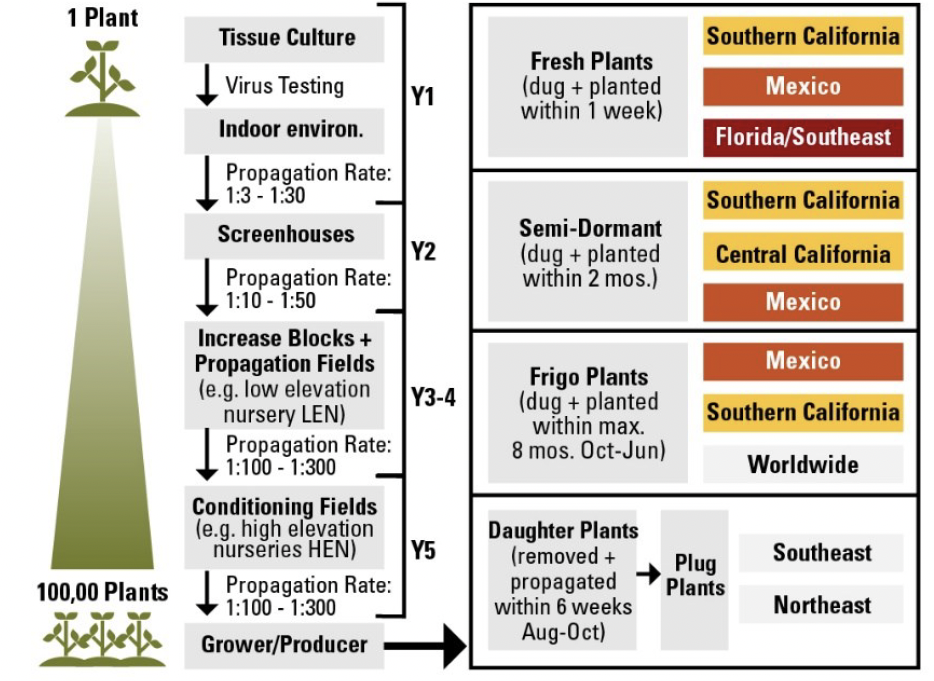 1 Plant
100,00 Plants
Tissue Culture
Virus Testing
Indoor environ.
Propagation Rate:
1:3 - 1:30
Screenhouses
Propagation Rate:
1:10 - 1:50
Increase Blocks +
Propagation Fields
(e.g. low elevation
nursery LEN)
Propagation Rate:
1:100 - 1:300
Conditioning Fields
(e.g. high elevation
nurseries HEN)
Propagation Rate:
1:100 - 1:300
Grower/Producer
Y1
Y2
Y3-4
Y5
Fresh Plants
(dug + planted
within 1 week)
Southern California
Mexico
Florida/Southeast
Semi-Dormant
(dug + planted
within 2 mos.)
Southern California
Central California
Mexico
Frigo Plants
(dug + planted
within max.
8 mos. Oct-Jun)
Mexico
Southern California
Worldwide
Daughter Plants
(removed +
propagated
within 6 weeks
Aug-Oct)
Plug
Plants
Southeast
Northeast